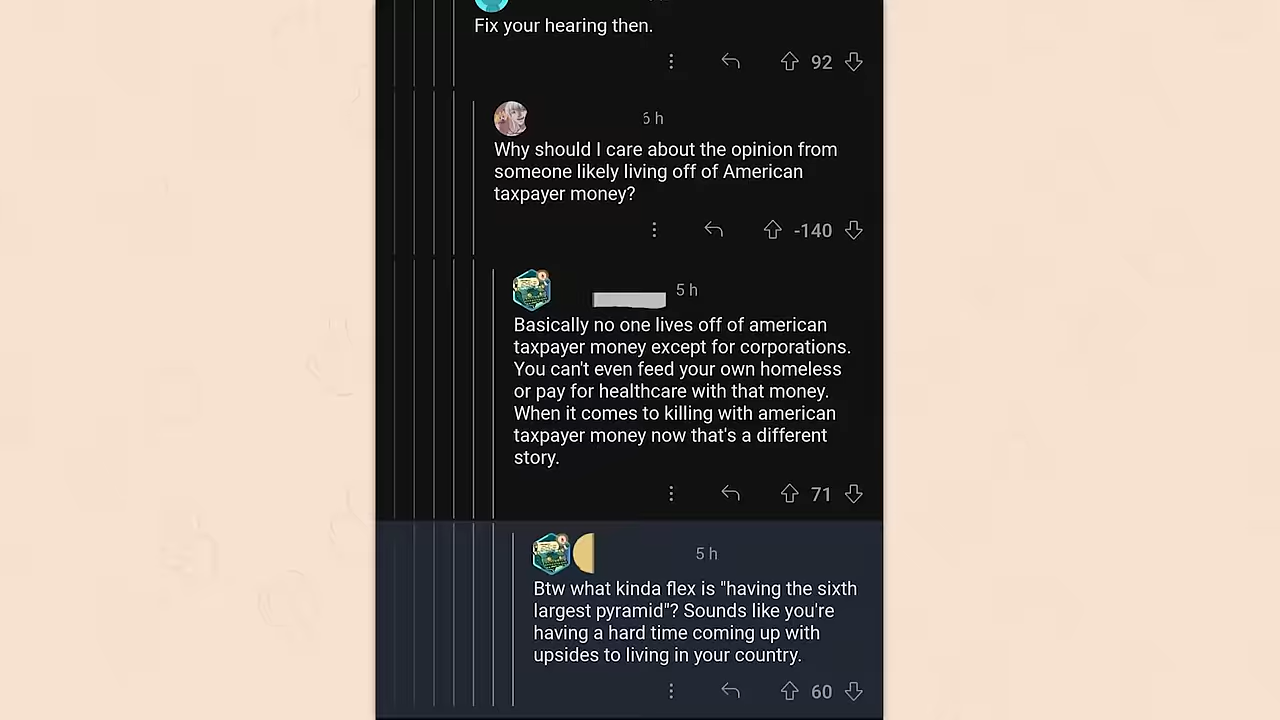 Fix your hearing then.
92
6 h
Why should I care about the opinion from
someone likely living off of American
taxpayer money?
-140
5 h
Basically no one lives off of american
taxpayer money except for corporations.
You can't even feed your own homeless
or pay for healthcare with that money.
When it comes to killing with american
taxpayer money now that's a different
story.
71
5 h
Btw what kinda flex is "having the sixth
largest pyramid"? Sounds like you're
having a hard time coming up with
upsides to living in your country.
60